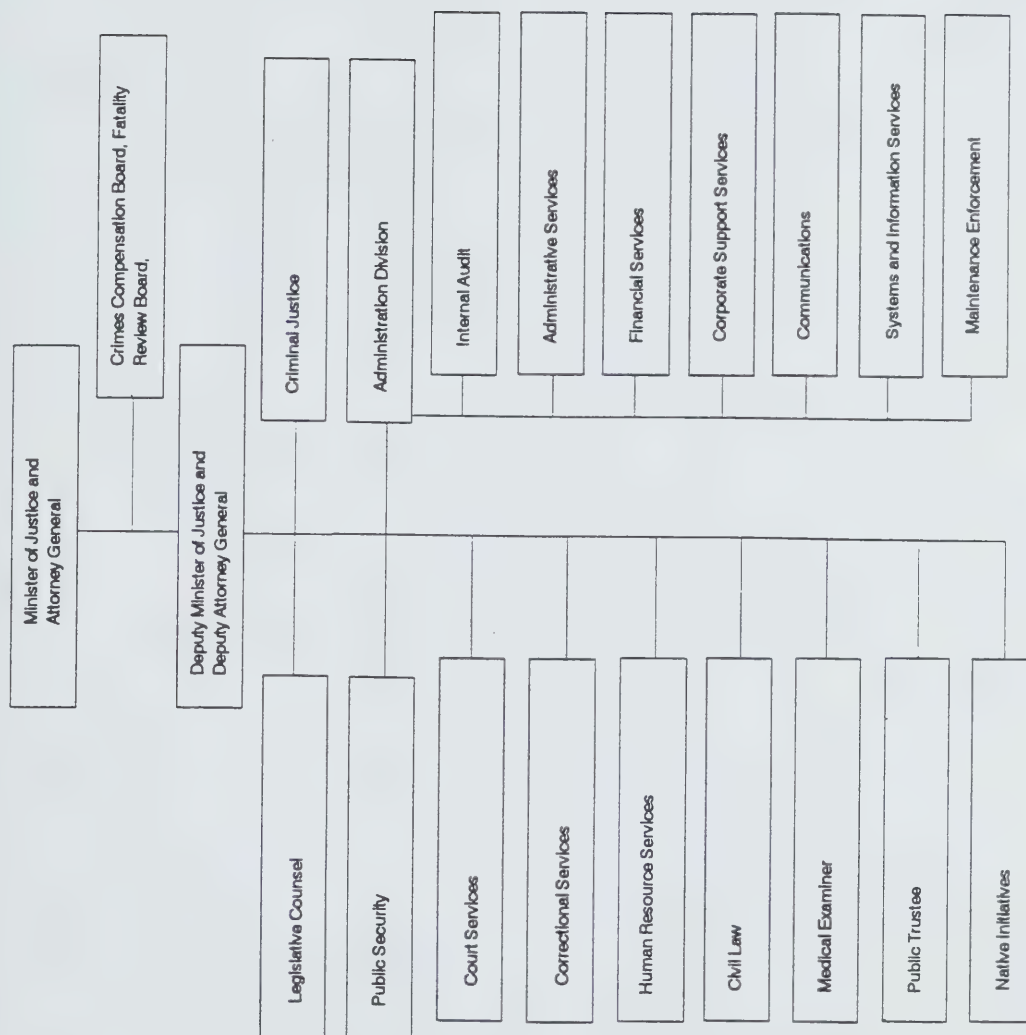 Minister of Justice and
Attorney General
Crimes Compensation Board, Fatality
Review Board,
Deputy Minister of Justice and
Deputy Attorney General
Legislative Counsel
Criminal Justice
Public Security
Administration Division
Court Services
Correctional Services
Human Resource Services
Civil Law
Medical Examiner
Public Trustee
Native Initiatives
Internal Audit
Administrative Services
Financial Services
Corporate Support Services
Communications
Systems and Information Services
Maintenance Enforcement